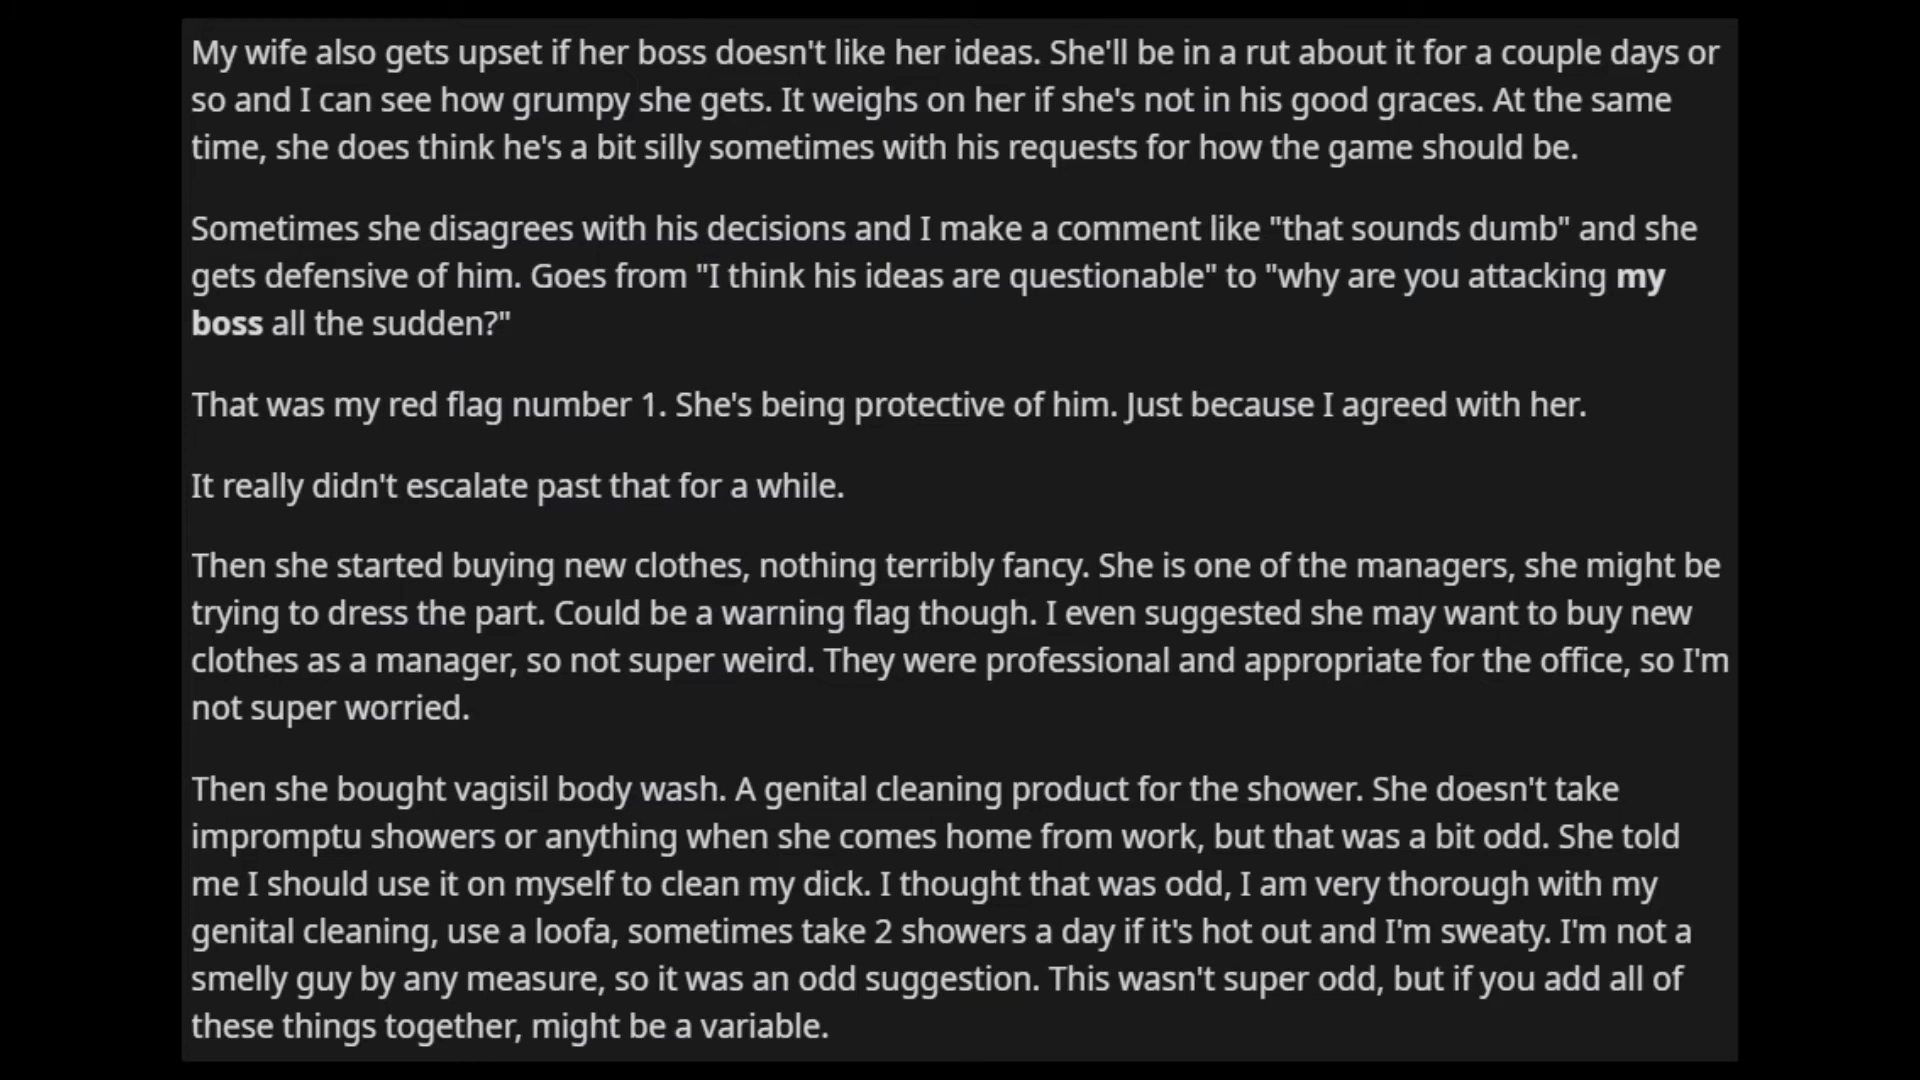 My wife also gets upset if her boss doesn't like her ideas. She'll be in a rut about it for a couple days or
so and I can see how grumpy she gets. It weighs on her if she's not in his good graces. At the same
time, she does think he's a bit silly sometimes with his requests for how the game should be.
Sometimes she disagrees with his decisions and I make a comment like "that sounds dumb" and she
gets defensive of him. Goes from "I think his ideas are questionable" to "why are you attacking my
boss all the sudden?"
That was my red flag number 1. She's being protective of him. Just because I agreed with her.
It really didn't escalate past that for a while.
Then she started buying new clothes, nothing terribly fancy. She is one of the managers, she might be
trying to dress the part. Could be a warning flag though. I even suggested she may want to buy new
clothes as a manager, so not super weird. They were professional and appropriate for the office, so I'm
not super worried.
Then she bought vagisil body wash. A genital cleaning product for the shower. She doesn't take
impromptu showers or anything when she comes home from work, but that was a bit odd. She told
me I should use it on myself to clean my dick. I thought that was odd, I am very thorough with my
genital cleaning, use a loofa, sometimes take 2 showers a day if it's hot out and I'm sweaty. I'm not a
smelly guy by any measure, so it was an odd suggestion. This wasn't super odd, but if you add all of
these things together, might be a variable.